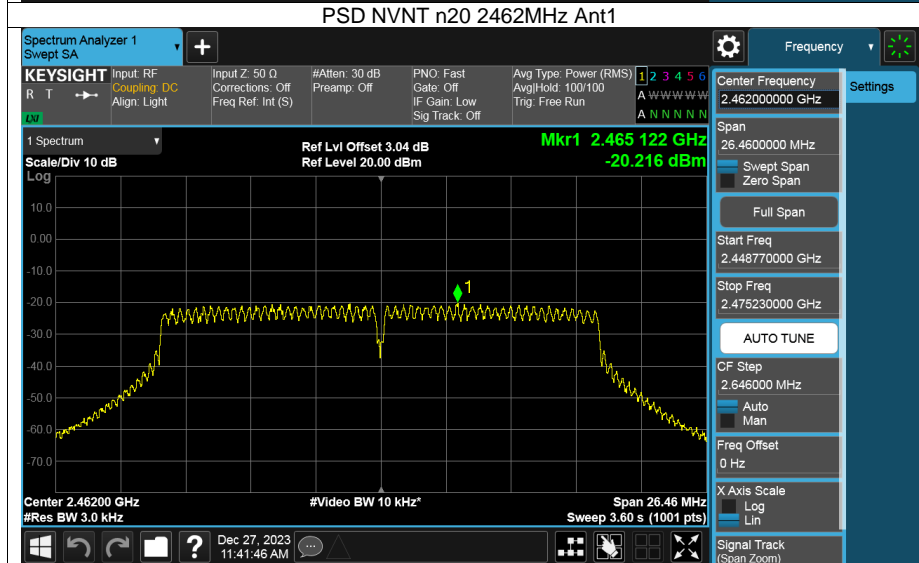 PSD NVNT n20 2462MHz Ant1
Spectrum Analyzer 1
Swept SA
Frequency
KEYSIGHT
R T
LXI
Input: RF
Coupling: DC
Align: Light
Input Z: 50 Ω
Corrections: Off
Freq Ref: Int (S)
#Atten: 30 dB
Preamp: Off
PNO: Fast
Gate: Off
IF Gain: Low
Sig Track: Off
Avg Type: Power (RMS)
Avg|Hold: 100/100
Trig: Free Run
1 2 3 4 5 6
A W W W W W
A N N N N N
1 Spectrum
Scale/Div 10 dB
Log
Ref Lvl Offset 3.04 dB
Ref Level 20.00 dBm
Mkr1 2.465 122 GHz
-20.216 dBm
10.0
0.00
-10.0
-20.0
-30.0
-40.0
-50.0
-60.0
-70.0
1
Center 2.46200 GHz
#Res BW 3.0 kHz
#Video BW 10 kHz*
Span 26.46 MHz
Sweep 3.60 s (1001 pts)
Dec 27, 2023
11:41:46 AM
Center Frequency
2.462000000 GHz
Span
26.4600000 MHz
Swept Span
Zero Span
Full Span
Start Freq
2.448770000 GHz
Stop Freq
2.475230000 GHz
AUTO TUNE
CF Step
2.646000 MHz
Auto
Man
Freq Offset
0 Hz
X Axis Scale
Log
Lin
Signal Track
(Span Zoom)
Settings